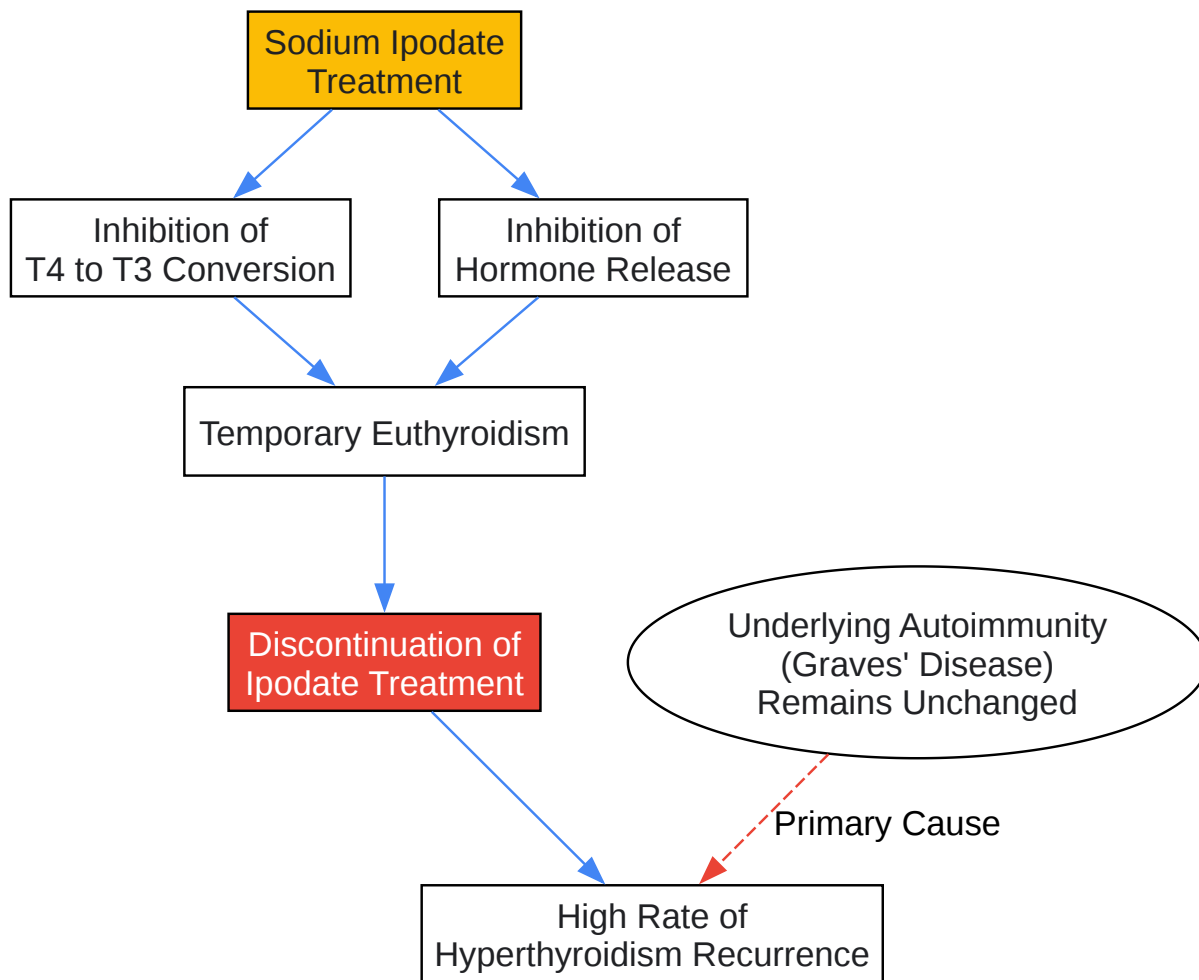 Sodium Ipodate
Treatment
Inhibition of
T4 to T3 Conversion
Inhibition of
Hormone Release
Temporary Euthyroidism
Discontinuation of
Ipodate Treatment
Underlying Autoimmunity
(Graves' Disease)
Remains Unchanged
Primary Cause
High Rate of
Hyperthyroidism Recurrence